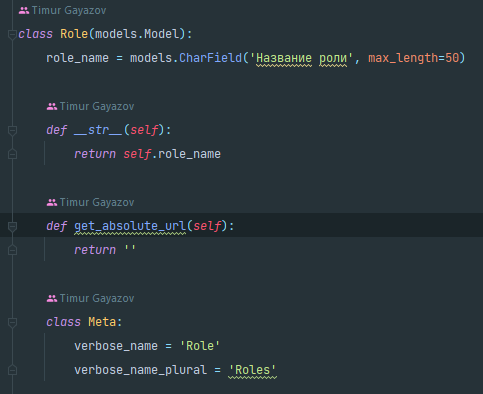 Timur Gayazov
class Role(models.Model):
role_name = models.CharField('Название роли', max_length=50)
Timur Gayazov
def __str__(self):
return self.role_name
Timur Gayazov
def get_absolute_url(self):
return ''
Timur Gayazov
class Meta:
verbose_name = 'Role'
verbose_name_plural = 'Roles'